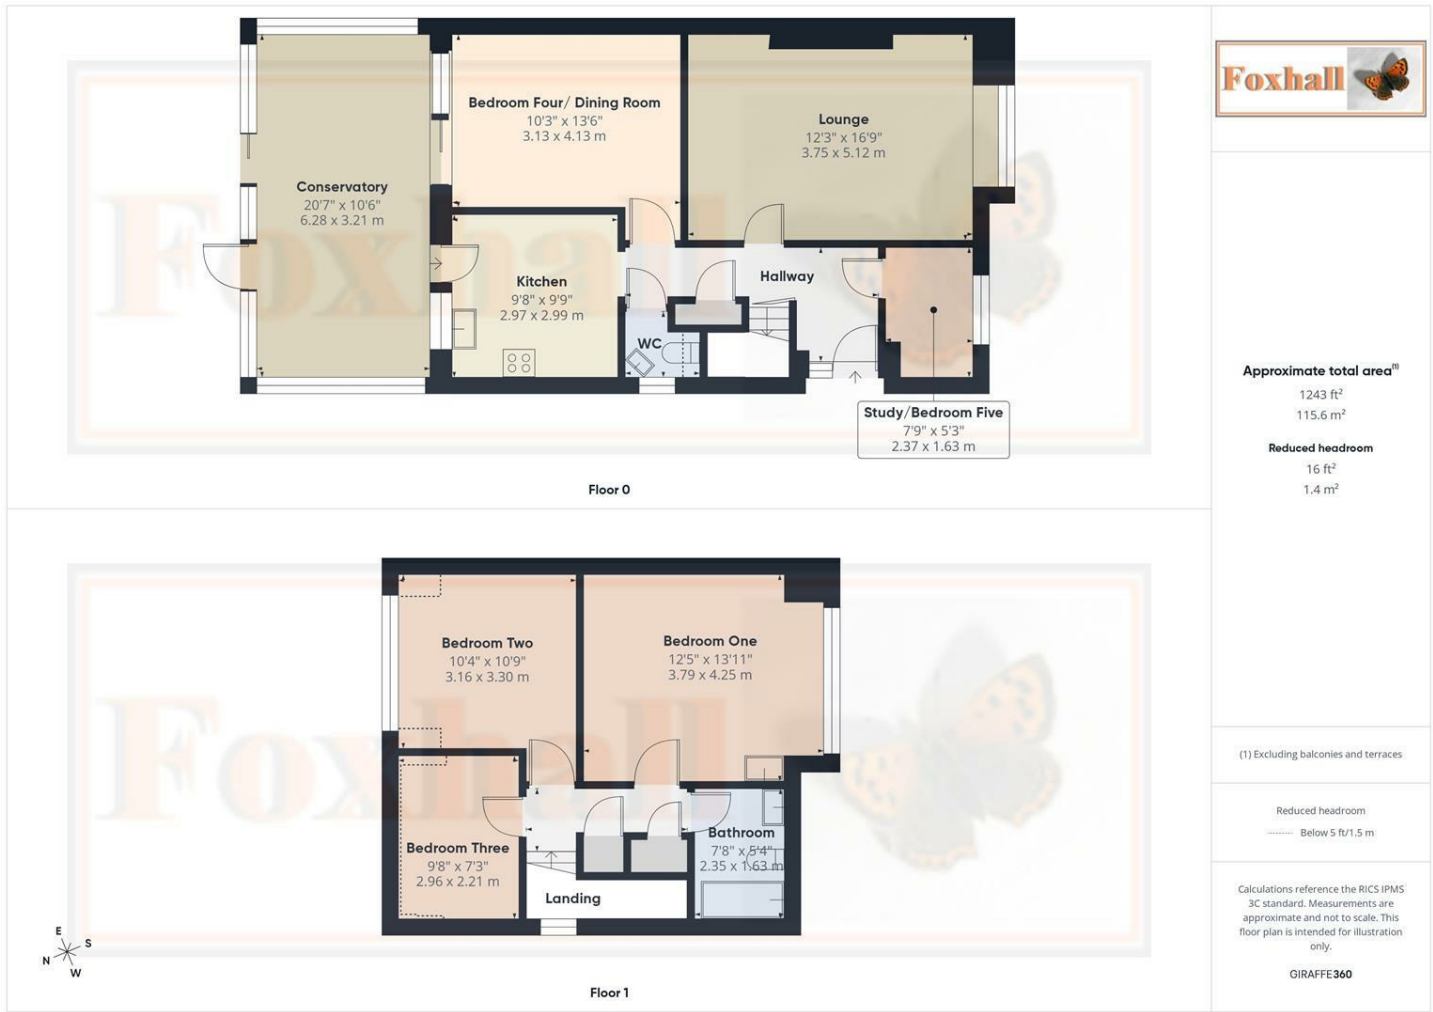 Conservatory
20'7" x 10'6"
6.28 x 3.21 m
Bedroom Four/ Dining Room
10'3" x 13'6"
3.13 x 4.13 m
Lounge
12'3" x 16'9"
3.75 x 5.12 m
Kitchen
9'8" x 9'9"
2.97 x 2.99 m
Hallway
WC
Study/Bedroom Five
7'9" x 5'3"
2.37 x 1.63 m
Foxhall
Floor 0
Bedroom Two
10'4" x 10'9"
3.16 x 3.30 m
Bedroom One
12'5" x 13'11"
3.79 x 4.25 m
Bedroom Three
9'8" x 7'3"
2.96 x 2.21 m
Bathroom
7'8" x 5'4"
2.35 x 1.63 m
Landing
Foxhall
E
S
N
W
Floor 1
Foxhall
Approximate total area(1)
1243 ft²
115.6 m²
Reduced headroom
16 ft²
1.4 m²
(1) Excluding balconies and terraces
Reduced headroom
Below 5 ft/1.5 m
Calculations reference the RICS IPMS
3C standard. Measurements are
approximate and not to scale. This
floor plan is intended for illustration
only.
GIRAFFE360